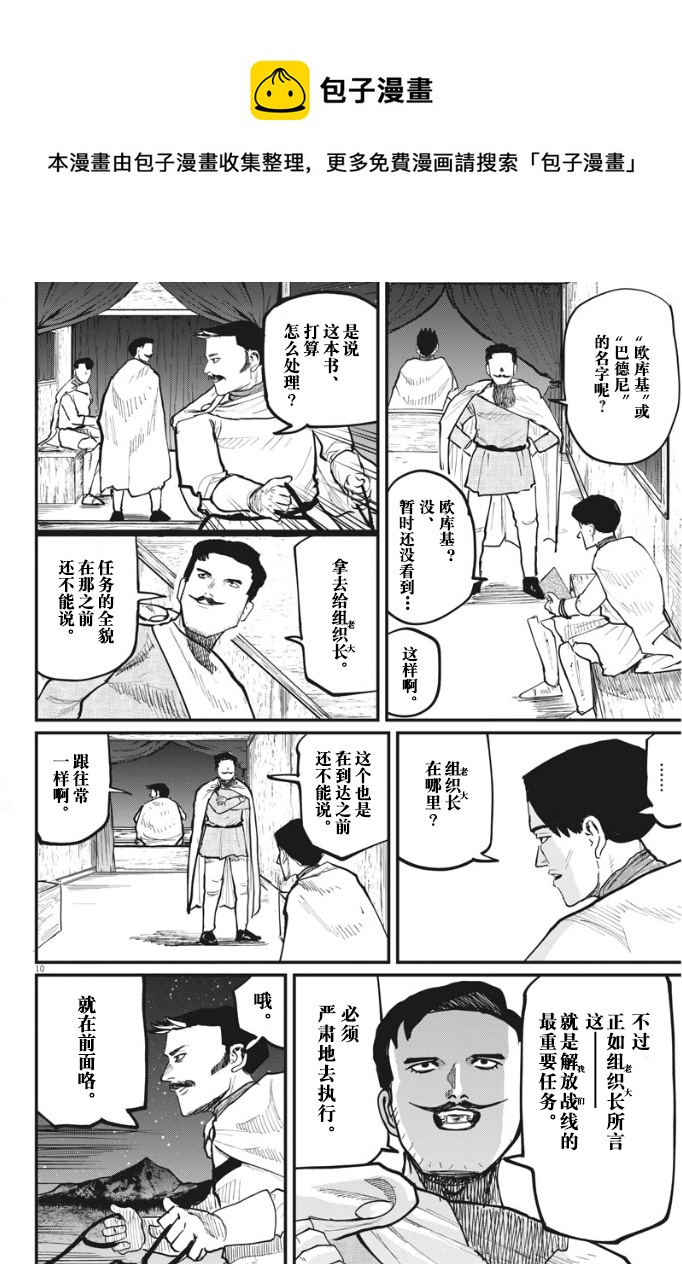 包子漫畫
本漫畫由包子漫畫收集整理，更多免費漫画請搜索「包子漫畫」
“欧库基”或
“巴德尼”
的名字呢？
欧库基？
没、
暂时还没看到…
这样啊。
是说
这本书、
打算
怎么处理？
拿去给组织长。
老大
任务的全貌
在那之前
还不能说。
……
组织长
老大
在哪里？
这个也是
在到达之前
还不能说。
跟往常
一样啊。
10
不过
正如组织长所言
老大
这——
就是解放战线的
我们
最重要任务。
必须
严肃地去执行。
哦。
就在前面咯。